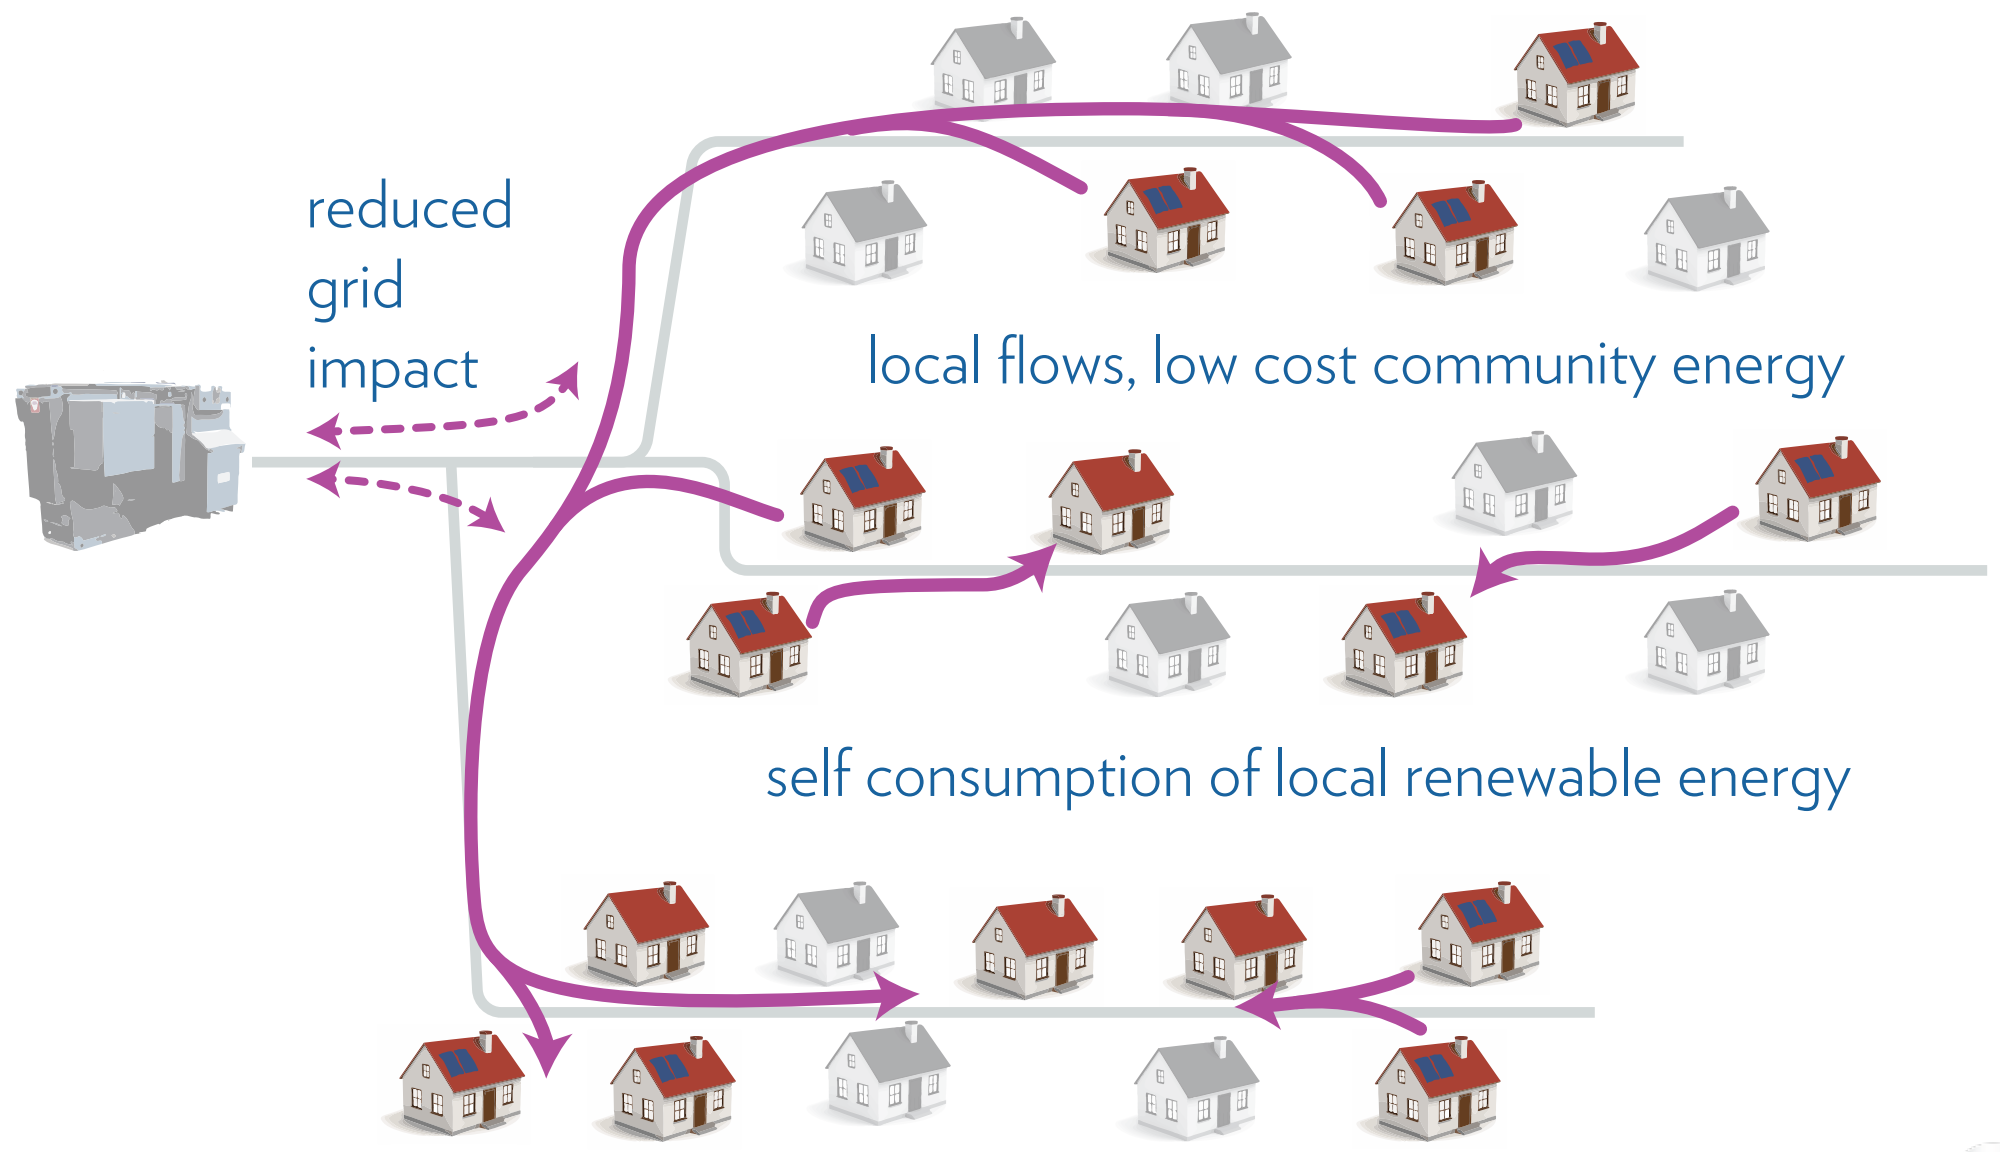 reduced
grid
impact
local flows, low cost community energy
self consumption of local renewable energy